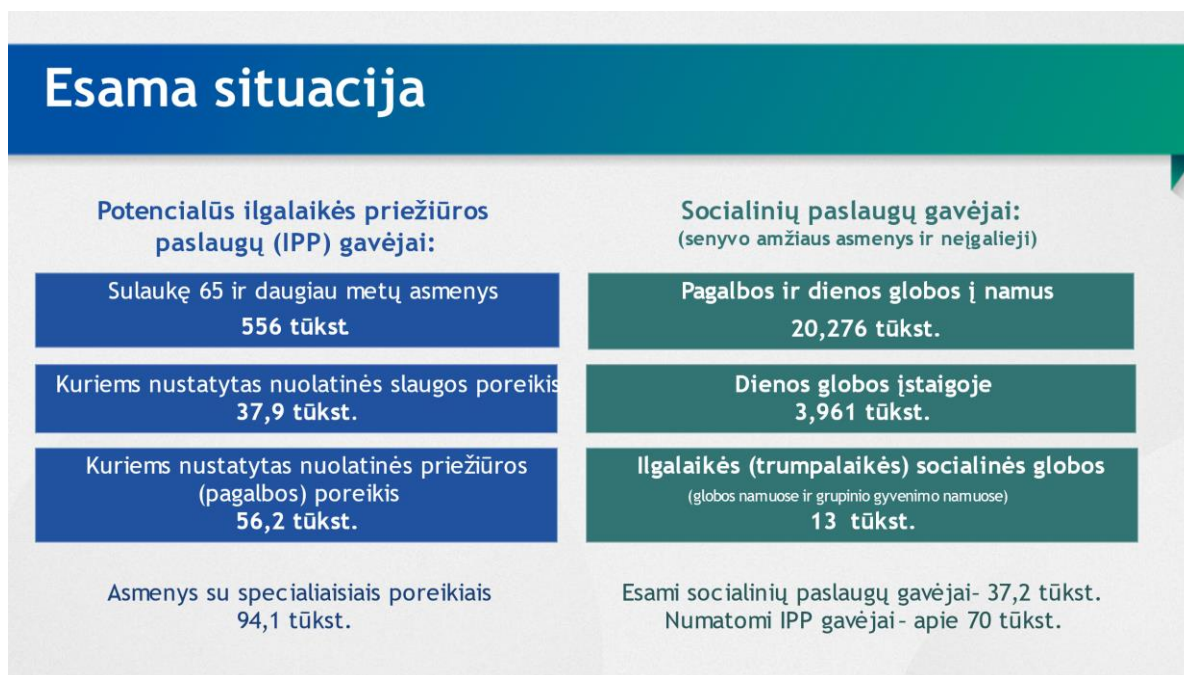 Esama situacija
Potencialūs ilgalaikės priežiūros
paslaugų (IPP) gavėjai:
Sulaukę 65 ir daugiau metų asmenys
556 tūkst
Kuriems nustatytas nuolatinės slaugos poreikis
37,9 tūkst.
Kuriems nustatytas nuolatinės priežiūros
(pagalbos) poreikis
56,2 tūkst.
Asmenys su specialiaisiais poreikiais
94,1 tūkst.
Socialinių paslaugų gavėjai:
(senyvo amžiaus asmenys ir neįgalieji)
Pagalbos ir dienos globos į namus
20,276 tūkst.
Dienos globos įstaigoje
3,961 tūkst.
Ilgalaikės (trumpalaikės) socialinės globos
(globos namuose ir grupinio gyvenimo namuose)
13 tūkst.
Esami socialinių paslaugų gavėjai– 37,2 tūkst.
Numatomi IPP gavėjai – apie 70 tūkst.